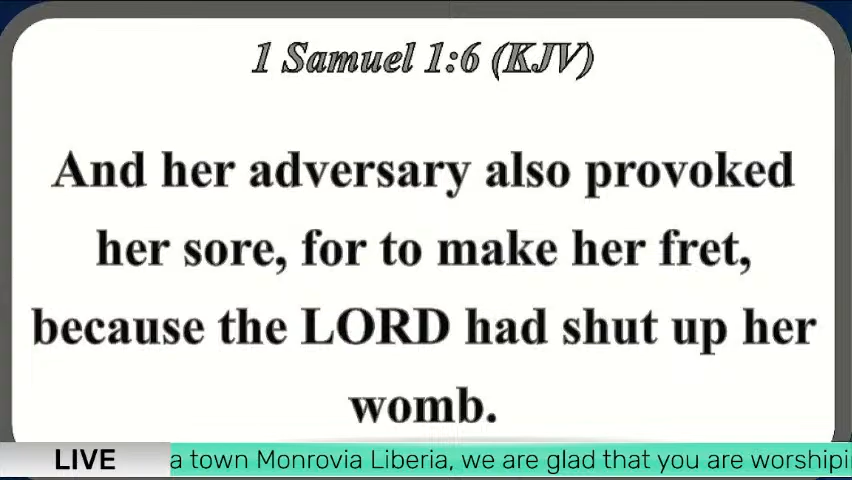 1 Samuel 1:6 (KJV)
And her adversary also provoked
her sore, for to make her fret,
because the LORD had shut up her
womb.
LIVE
a town Monrovia Liberia, we are glad that you are worshipi